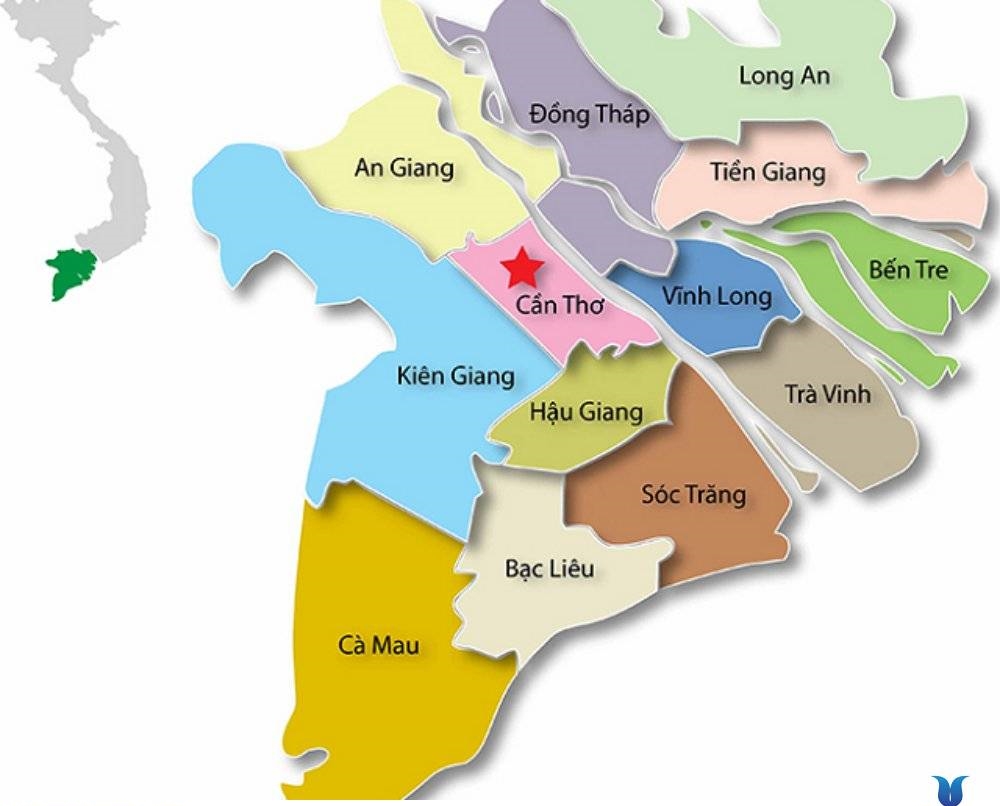 Long An
Đồng Tháp
An Giang
Tiền Giang
Bến Tre
Cần Thơ
Vĩnh Long
Kiên Giang
Trà Vinh
Hậu Giang
Sóc Trăng
Bạc Liêu
Cà Mau